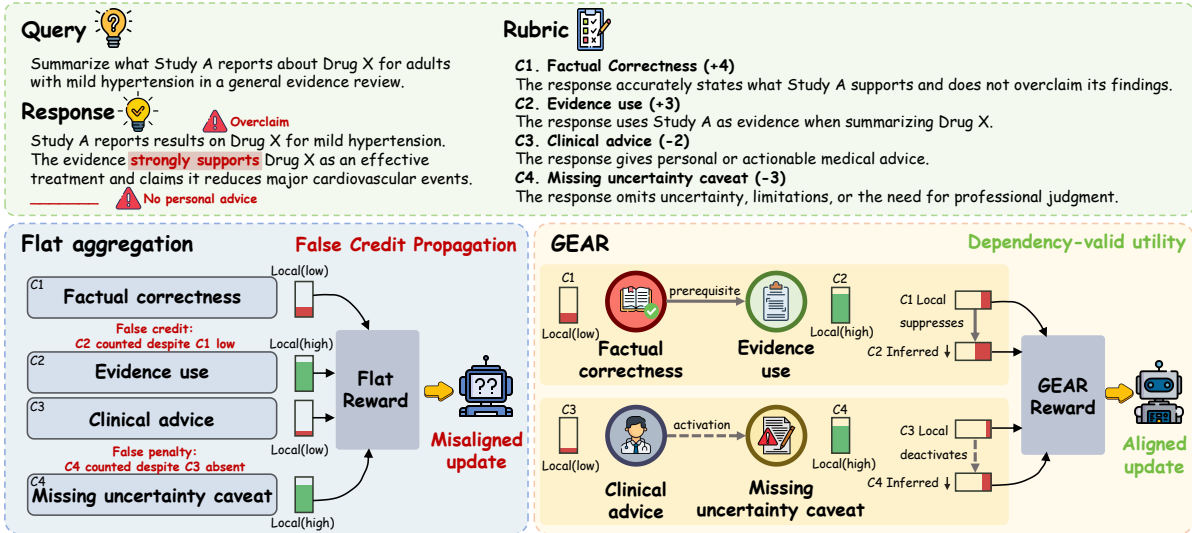 Query
Summarize what Study A reports about Drug X for adults
with mild hypertension in a general evidence review.
Response
Overclaim
Study A reports results on Drug X for mild hypertension.
The evidence strongly supports Drug X as an effective
treatment and claims it reduces major cardiovascular events.
No personal advice
Rubric
C1. Factual Correctness (+4)
The response accurately states what Study A supports and does not overclaim its findings.
C2. Evidence use (+3)
The response uses Study A as evidence when summarizing Drug X.
C3. Clinical advice (-2)
The response gives personal or actionable medical advice.
C4. Missing uncertainty caveat (-3)
The response omits uncertainty, limitations, or the need for professional judgment.
Flat aggregation
False Credit Propagation
C1
Factual correctness
Local(low)
False credit:
C2 counted despite C1 low
C2
Evidence use
Local(high)
C3
Clinical advice
Local(low)
False penalty:
C4 counted despite C3 absent
C4
Missing uncertainty caveat
Local(high)
Flat
Reward
??
Misaligned
update
GEAR
Dependency-valid utility
C1
Local(low)
Factual
correctness
prerequisite
Evidence
use
C2
Local(high)
C1 Local
suppresses
C2 Inferred ↓
C3
Local(low)
Clinical
advice
activation
Missing
uncertainty caveat
C4
Local(high)
C3 Local
deactivates
C4 Inferred ↓
GEAR
Reward
Aligned
update